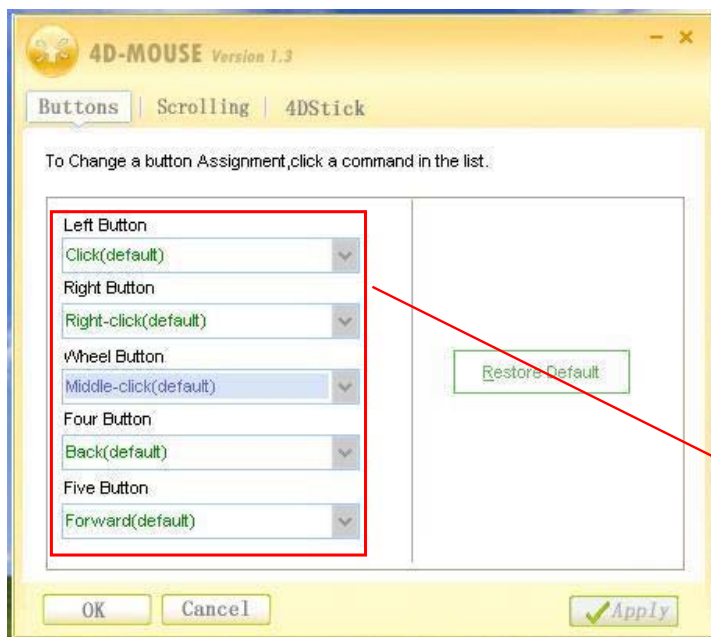 4D-MOUSE Version 1.3
Buttons | Scrolling | 4DStick
To Change a button Assignment,click a command in the list.
Left Button
Click(default)
Right Button
Right-click(default)
Wheel Button
Middle-click(default)
Four Button
Back(default)
Five Button
Forward(default)
Restore Default
OK Cancel Apply